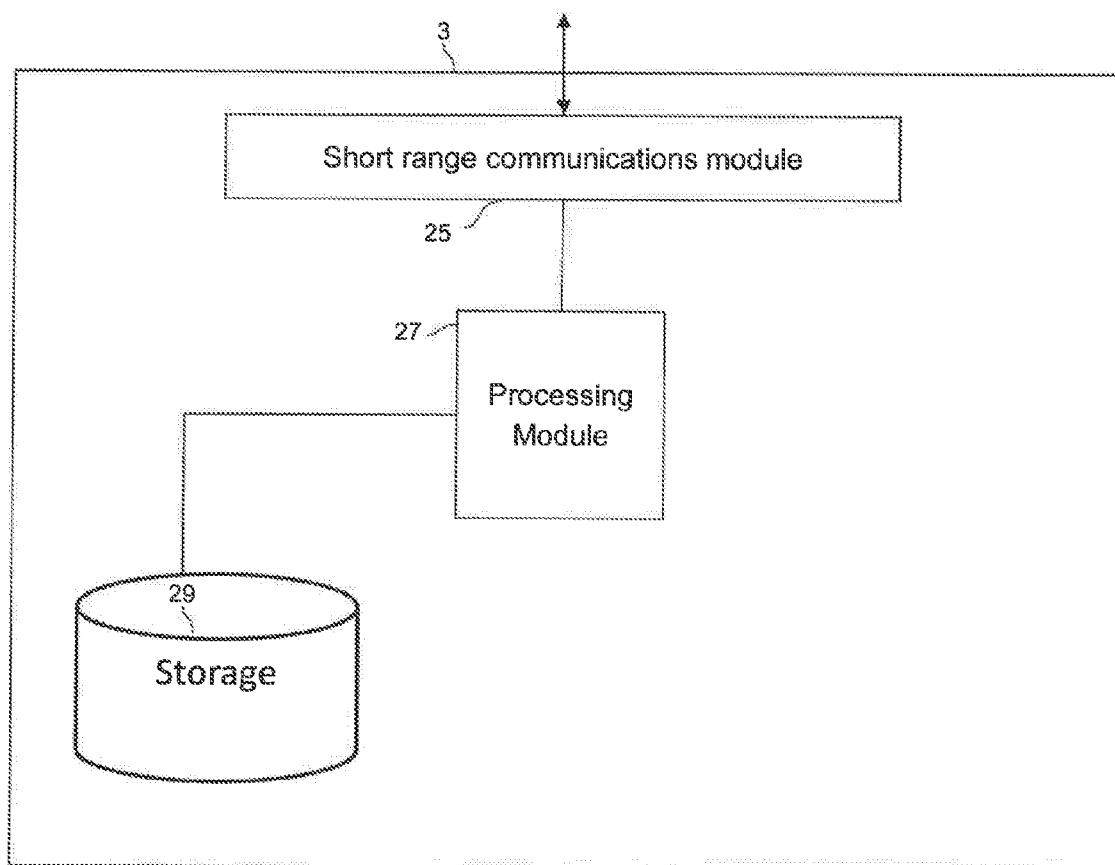 3
Short range communications module
25
27
Processing
Module
29
Storage